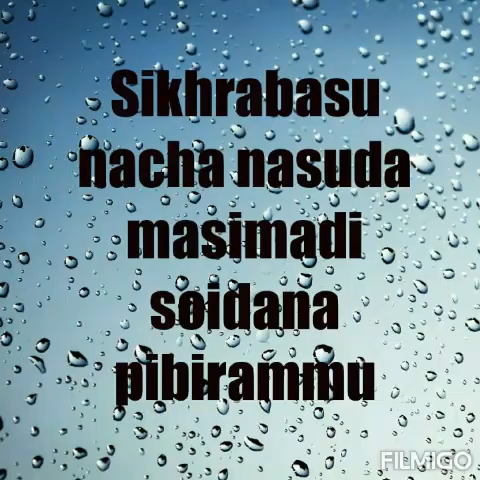 Sikhrabasu
nacha nasuda
masimadi
soidana
pibirammu
FILMIGO